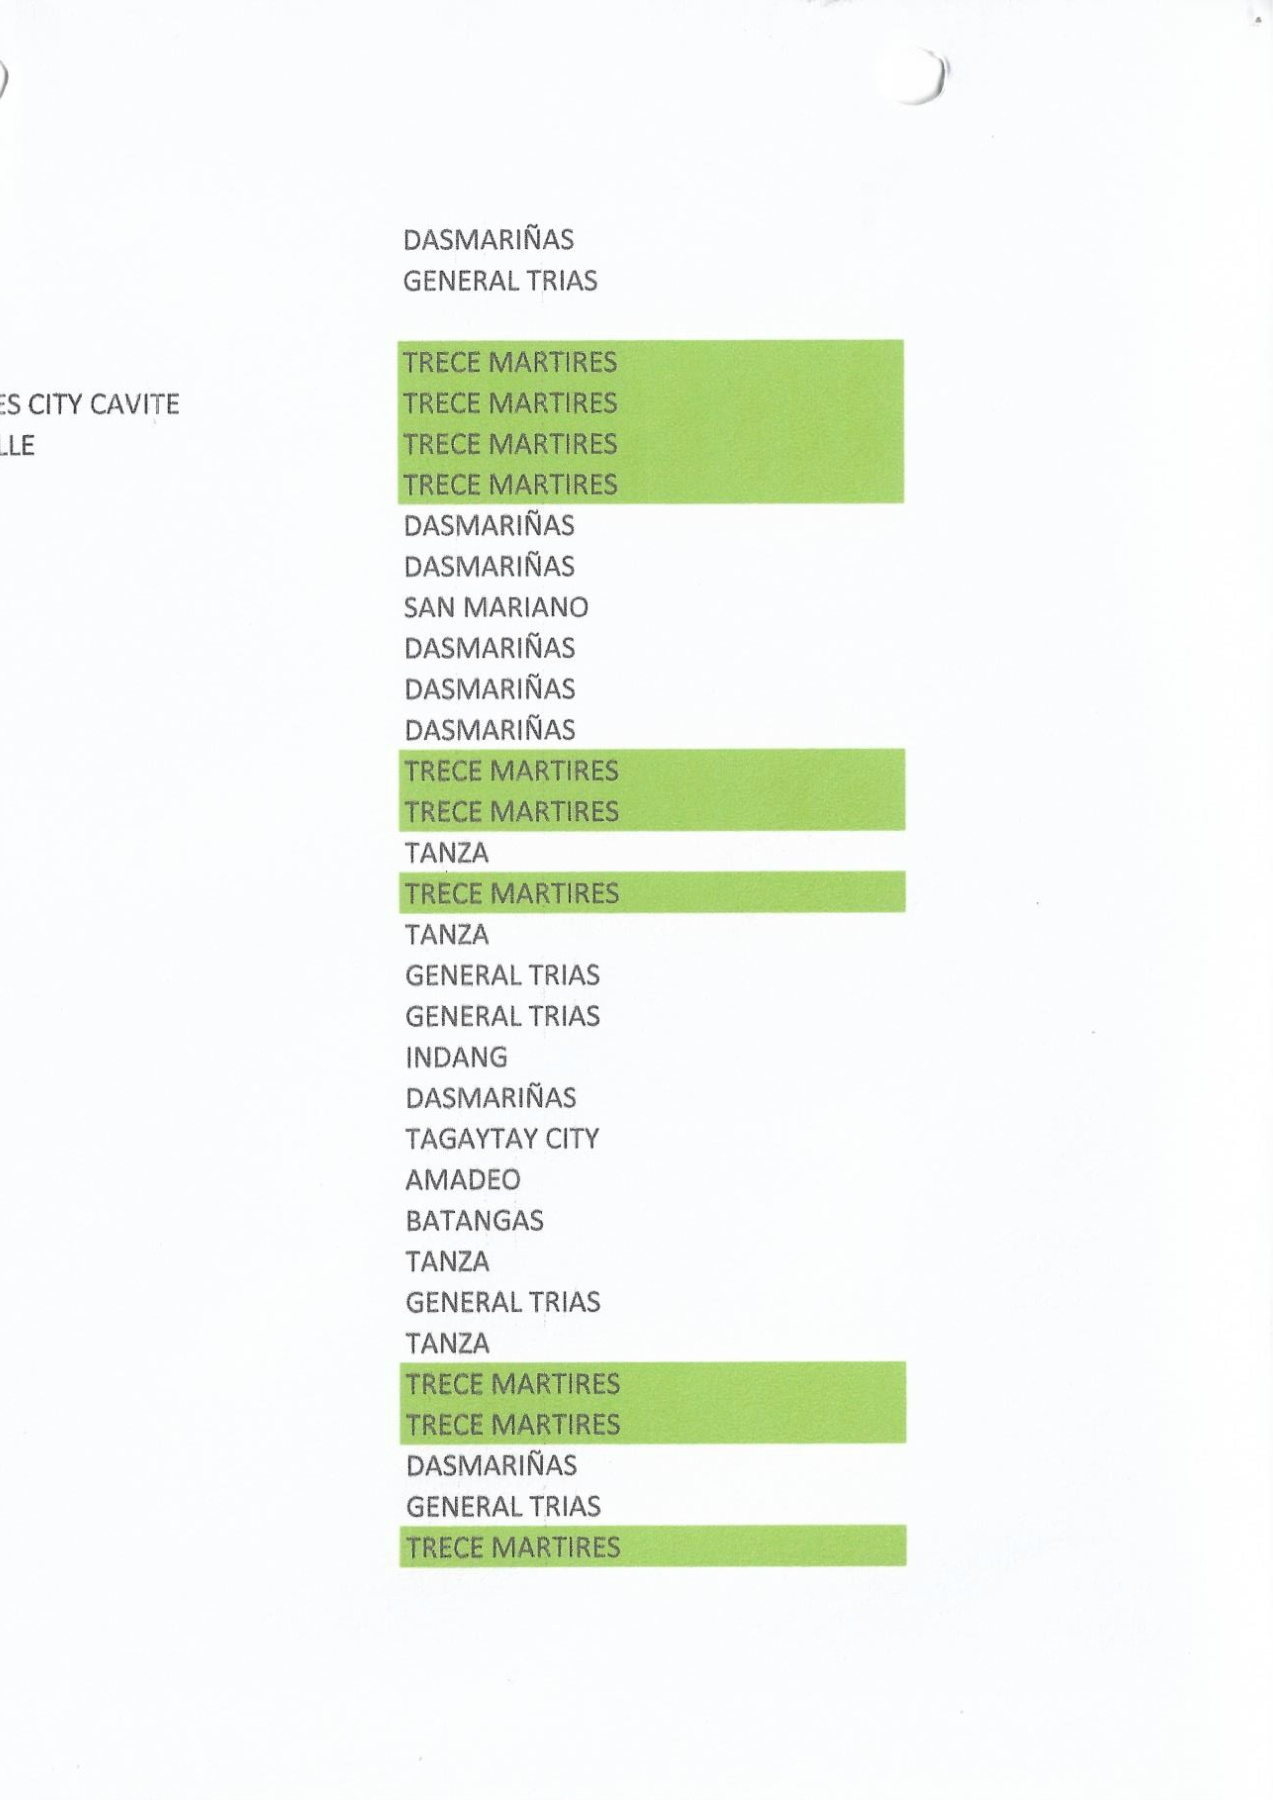 DASMARIÑAS
GENERAL TRIAS
TRECE MARTIRES
ES CITY CAVITE TRECE MARTIRES
LLE TRECE MARTIRES
TRECE MARTIRES
DASMARIÑAS
DASMARIÑAS
SAN MARIANO
DASMARIÑAS
DASMARIÑAS
DASMARIÑAS
TRECE MARTIRES
TRECE MARTIRES
TANZA
TRECE MARTIRES
TANZA
GENERAL TRIAS
GENERAL TRIAS
INDANG
DASMARIÑAS
TAGAYTAY CITY
AMADEO
BATANGAS
TANZA
GENERAL TRIAS
TANZA
TRECE MARTIRES
TRECE MARTIRES
DASMARIÑAS
GENERAL TRIAS
TRECE MARTIRES